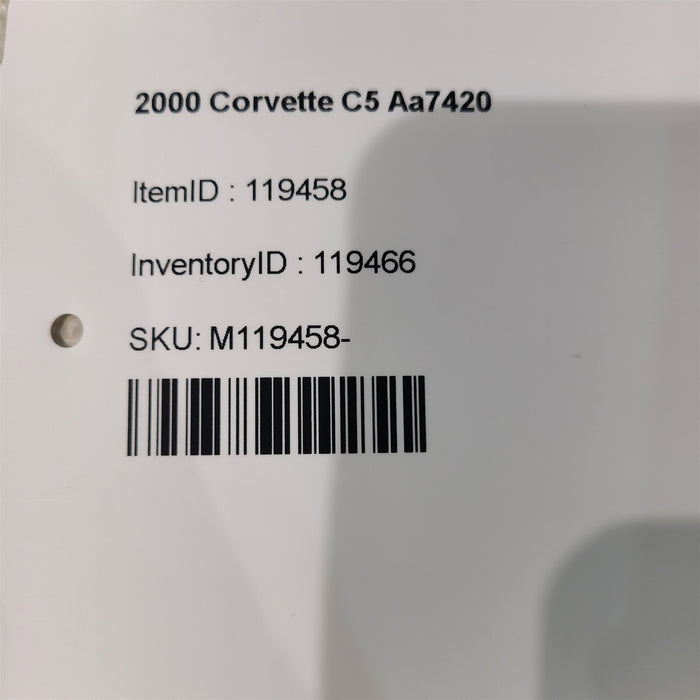 2000 Corvette C5 Aa7420
ItemID : 119458
InventoryID : 119466
SKU: M119458-